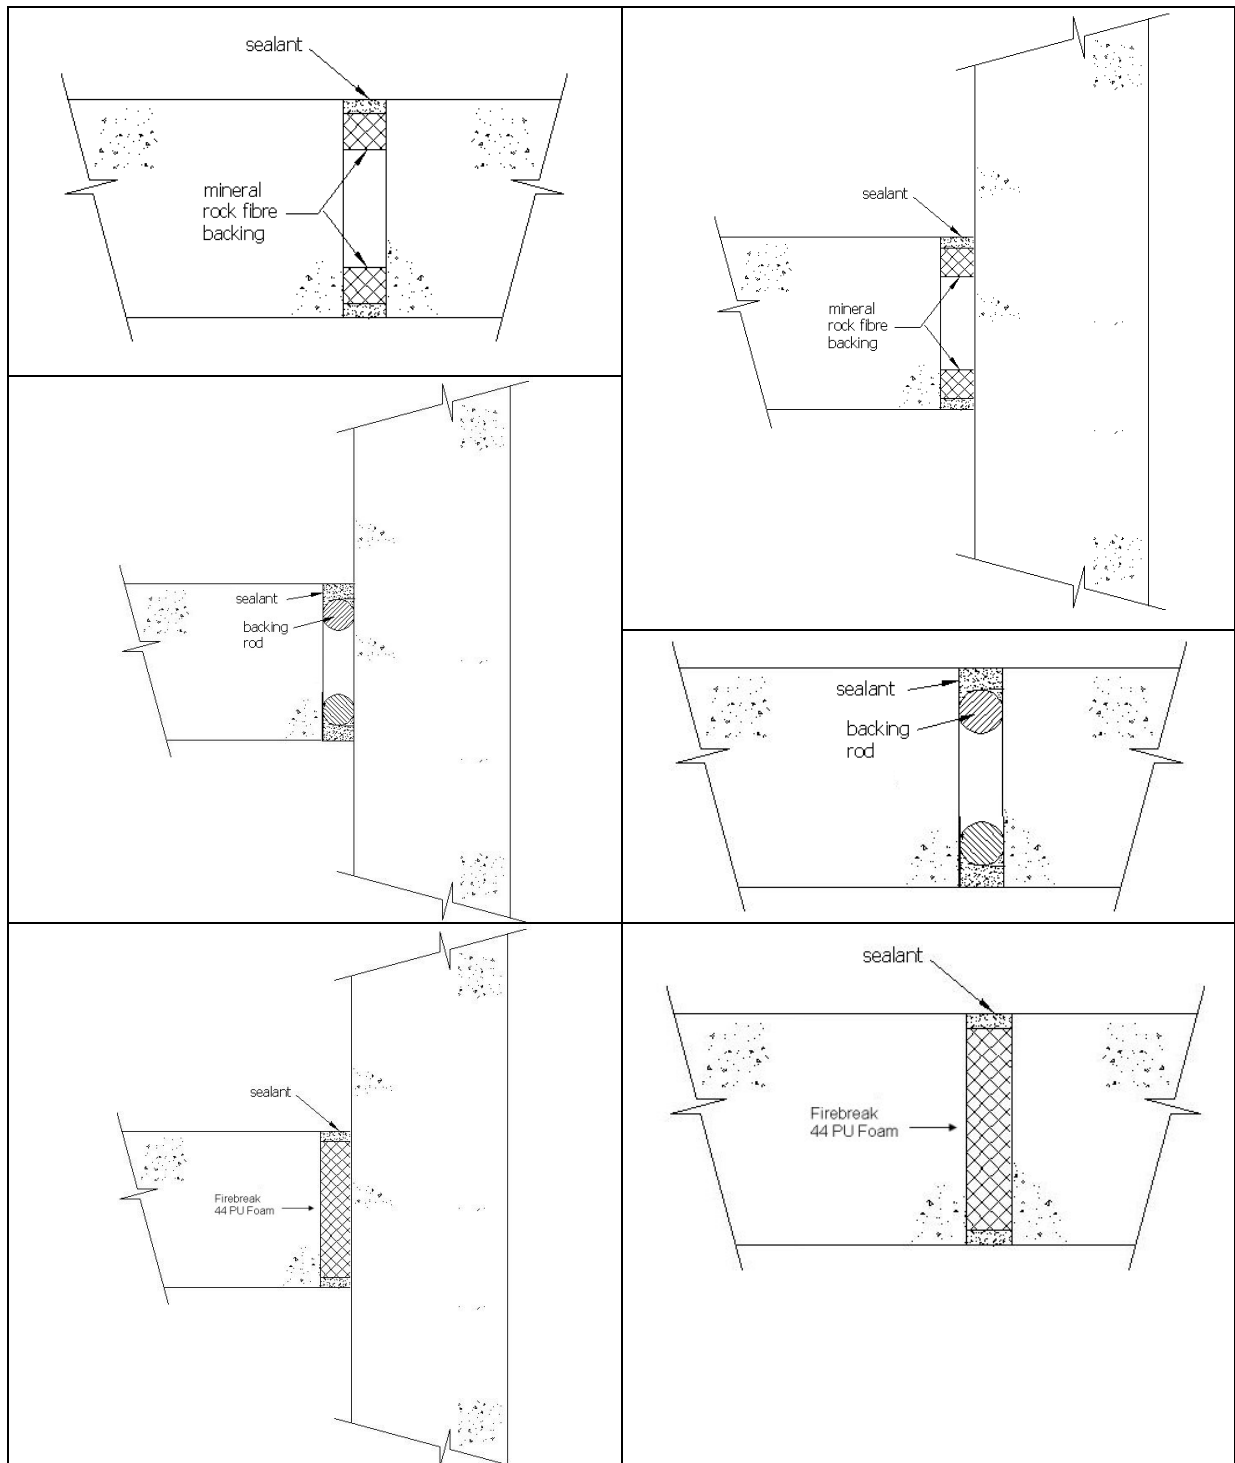 sealant
mineral
rock fibre
backing
sealant
mineral
rock fibre
backing
sealant
backing
rod
sealant
backing
rod
sealant
Firebreak
44 PU Foam
sealant
Firebreak
44 PU Foam